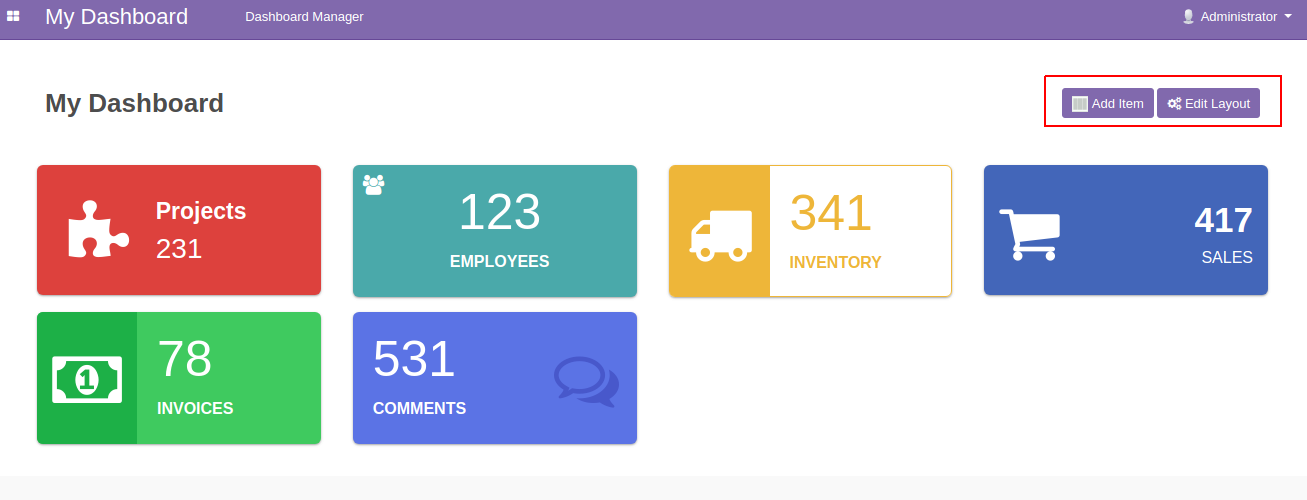 My Dashboard
Dashboard Manager
Administrator
My Dashboard
Add Item
Edit Layout
Projects
231
123
EMPLOYEES
341
INVENTORY
417
SALES
1
78
INVOICES
531
COMMENTS